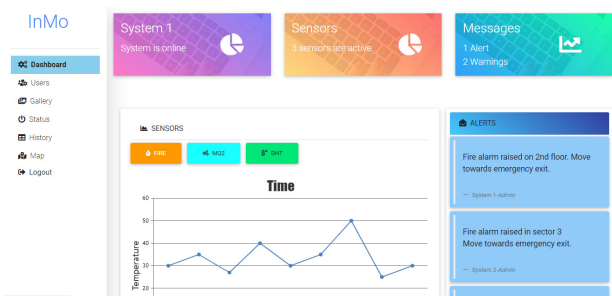 InMo
Dashboard
Users
Gallery
Status
History
Map
Logout
System 1
System is online
Sensors
3 sensors are active
Messages
1 Alert
2 Warnings
SENSORS
FIRE
MQ2
DHT
Time
60
50
40
30
20
Temperature
ALERTS
Fire alarm raised on 2nd floor. Move
towards emergency exit.
— System 1-Admin
Fire alarm raised in sector 3
Move towards emergency exit.
— System 2-Admin